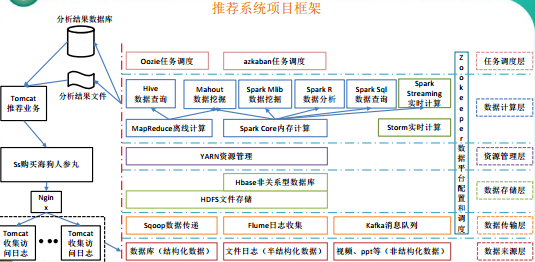 推荐系统项目框架
分析结果数据库
分析结果文件
Tomcat
推荐业务
Ss购买海狗人参丸
Ngin
x
Tomcat
收集访
问日志
Tomcat
收集访
问日志
Oozie任务调度
azkaban任务调度
任务调度层
Hive
数据查询
Mahout
数据挖掘
Spark Mlib
数据挖掘
Spark R
数据分析
Spark Sql
数据查询
Spark
Streaming
实时计算
数据计算层
MapReduce离线计算
Spark Core内存计算
Storm实时计算
YARN资源管理
资源管理层
Hbase非关系型数据库
HDFS文件存储
数据存储层
Sqoop数据传递
Flume日志收集
Kafka消息队列
数据传输层
数据库（结构化数据）
文件日志（半结构化数据）
视频、ppt等（非结构化数据）
数据来源层
Zookeeper数据平台配置和调度